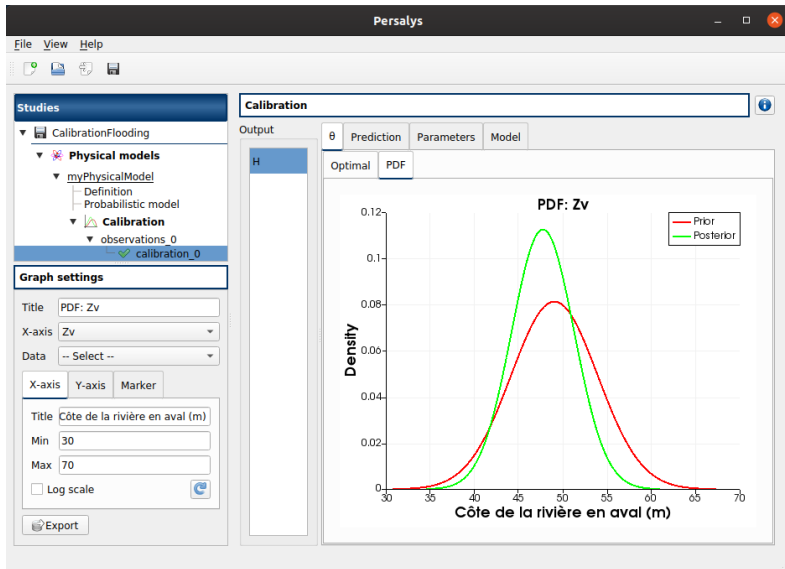 Persalys
File View Help
Studies
CalibrationFlooding
Physical models
myPhysicalModel
Definition
Probabilistic model
Calibration
observations_0
calibration_0
Graph settings
Title PDF: Zv
X-axis Zv
Data -- Select --
X-axis Y-axis Marker
Title Côte de la rivière en aval (m)
Min 30
Max 70
Log scale
Export
Calibration
Output
H
θ Prediction Parameters Model
Optimal PDF
PDF: Zv
Prior
Posterior
0.12
0.1
0.08
0.06
0.04
0.02
0
Density
30 35 40 45 50 55 60 65 70
Côte de la rivière en aval (m)